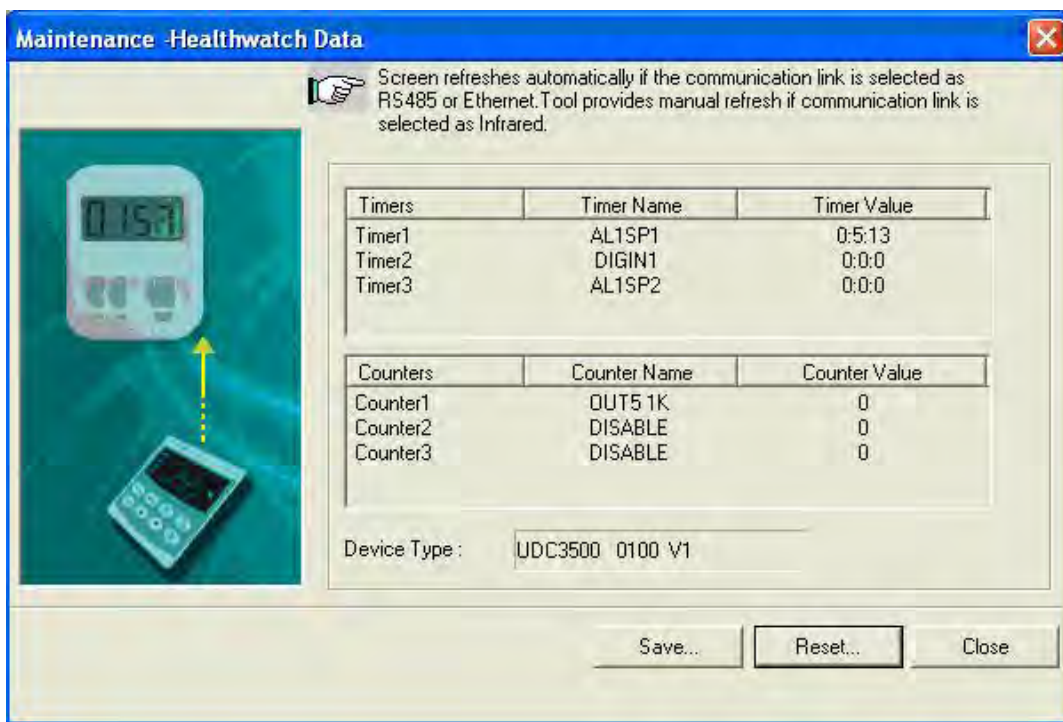 Maintenance -Healthwatch Data
Screen refreshes automatically if the communication link is selected as
RS485 or Ethernet.Tool provides manual refresh if communication link is
selected as Infrared.
Timers Timer Name Timer Value
Timer1 AL1SP1 0:5:13
Timer2 DIGIN1 0:0:0
Timer3 AL1SP2 0:0:0
Counters Counter Name Counter Value
Counter1 OUT5 1K 0
Counter2 DISABLE 0
Counter3 DISABLE 0
Device Type : UDC3500 0100 V1
Save... Reset... Close